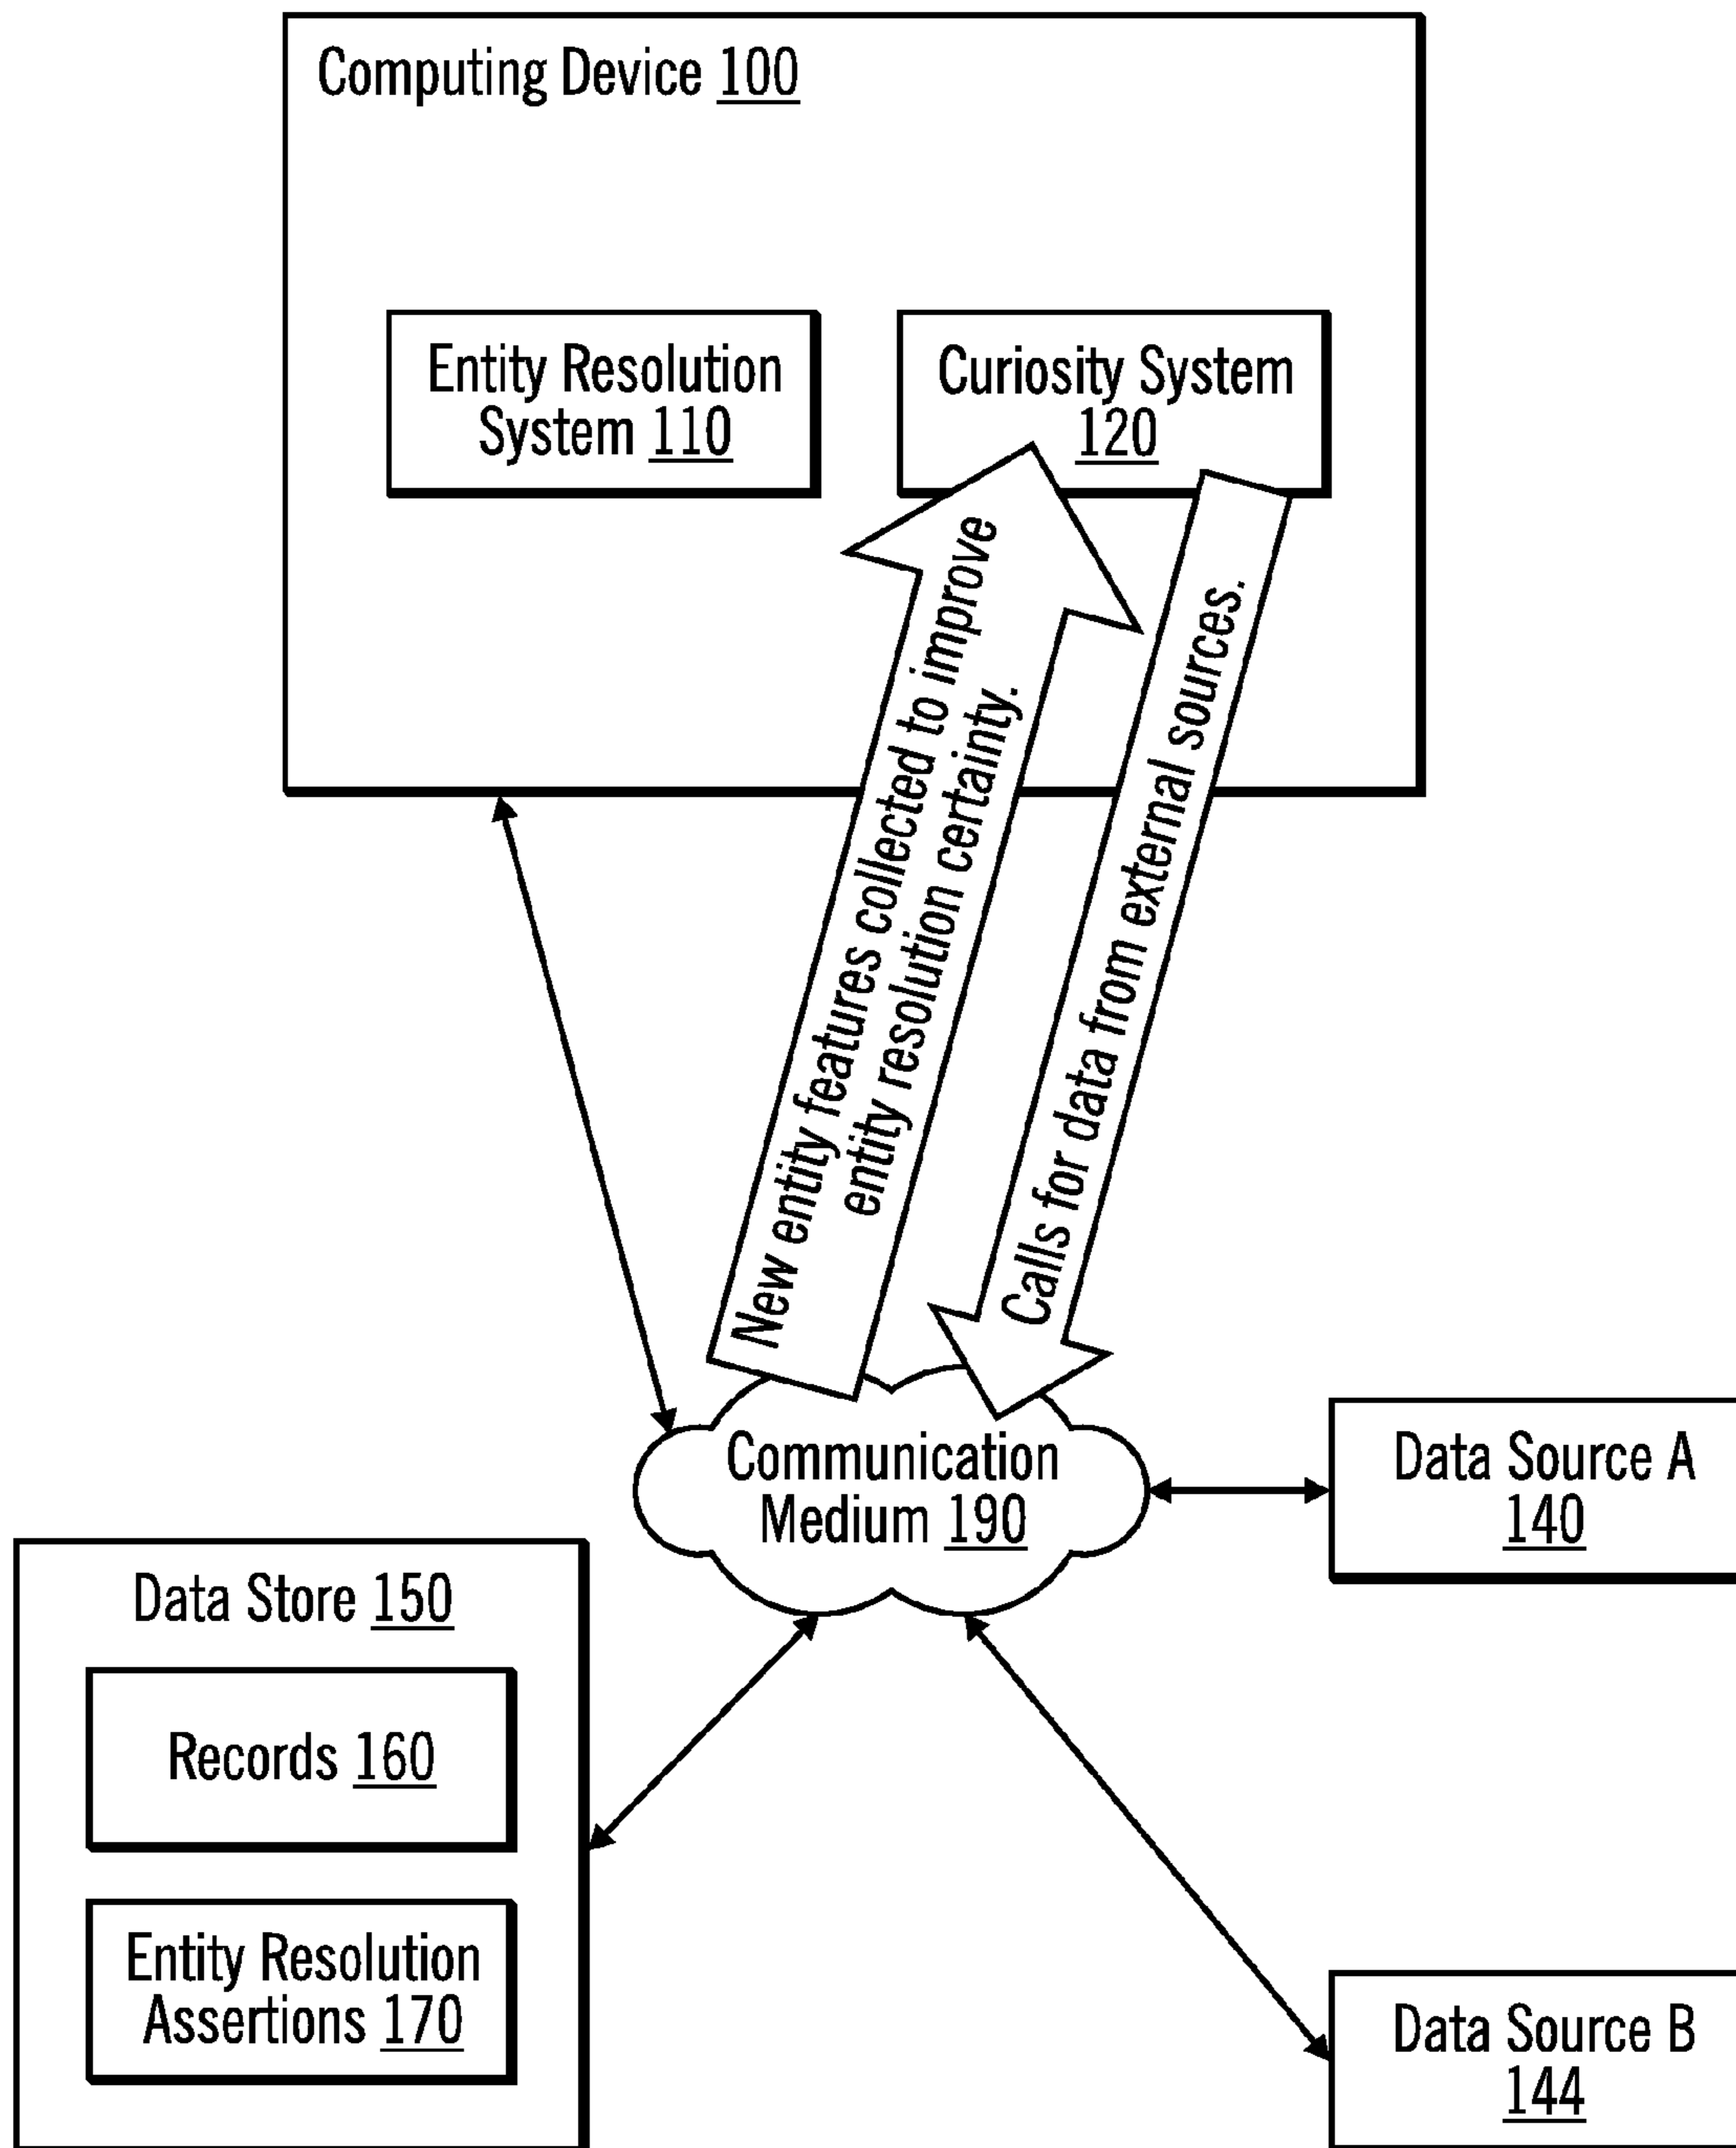 Computing Device 100
Entity Resolution
System 110
Curiosity System
120
New entity features collected to improve
entity resolution certainty.
Calls for data from external sources.
Communication
Medium 190
Data Source A
140
Data Store 150
Records 160
Entity Resolution
Assertions 170
Data Source B
144